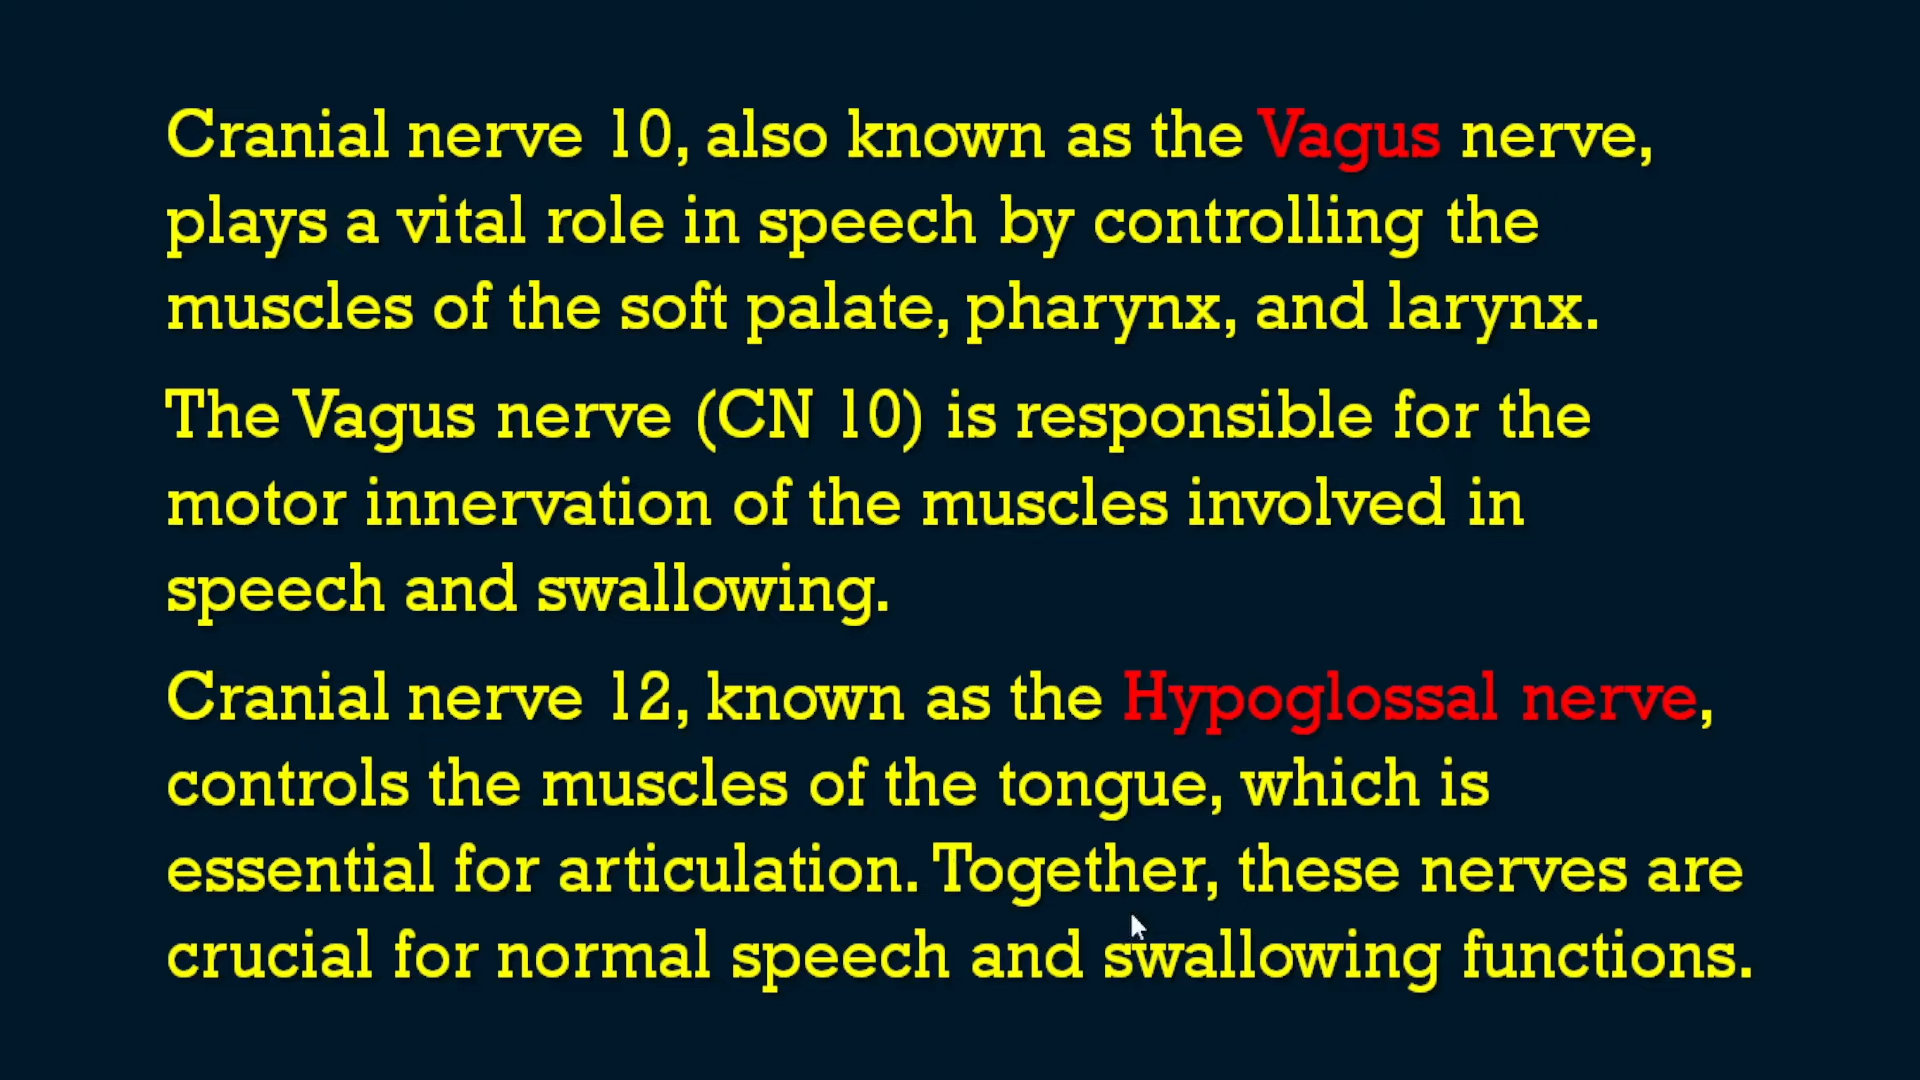 Cranial nerve 10, also known as the Vagus nerve,
plays a vital role in speech by controlling the
muscles of the soft palate, pharynx, and larynx.
The Vagus nerve (CN 10) is responsible for the
motor innervation of the muscles involved in
speech and swallowing.
Cranial nerve 12, known as the Hypoglossal nerve,
controls the muscles of the tongue, which is
essential for articulation. Together, these nerves are
crucial for normal speech and swallowing functions.